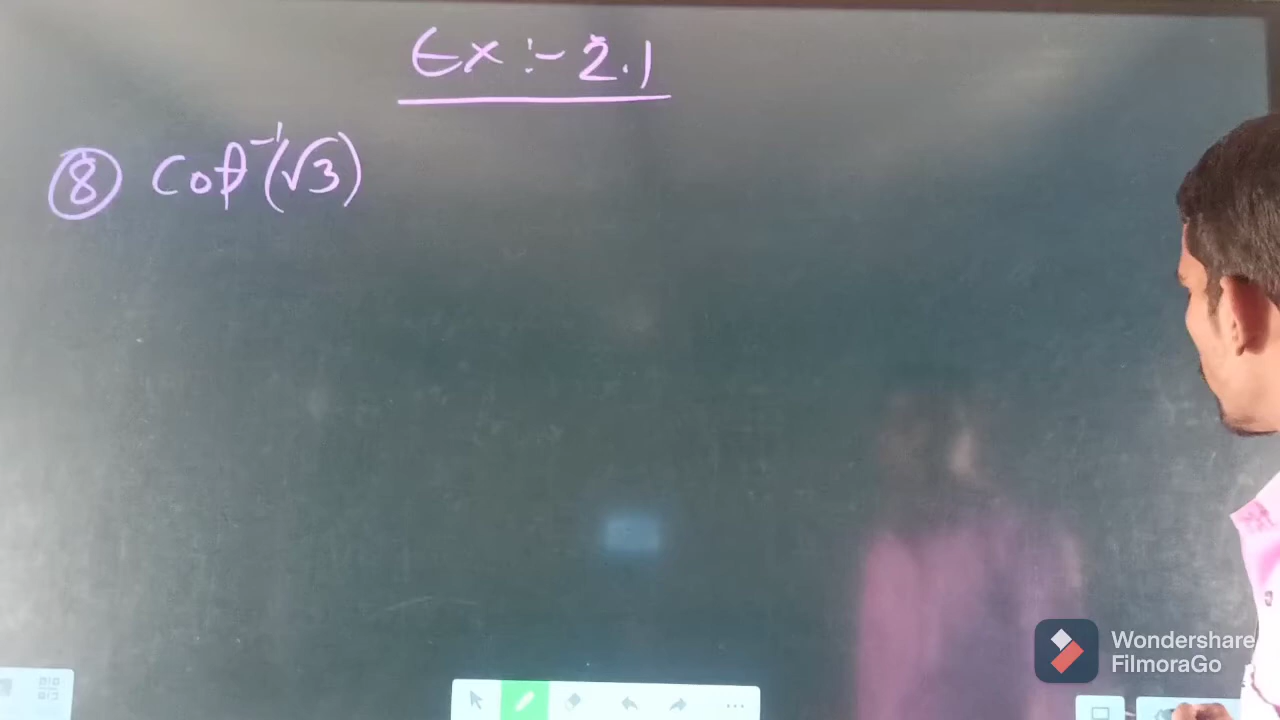 Ex :- 2.1
⑧ Cot⁻¹(√3)
Wondershare
FilmoraGo